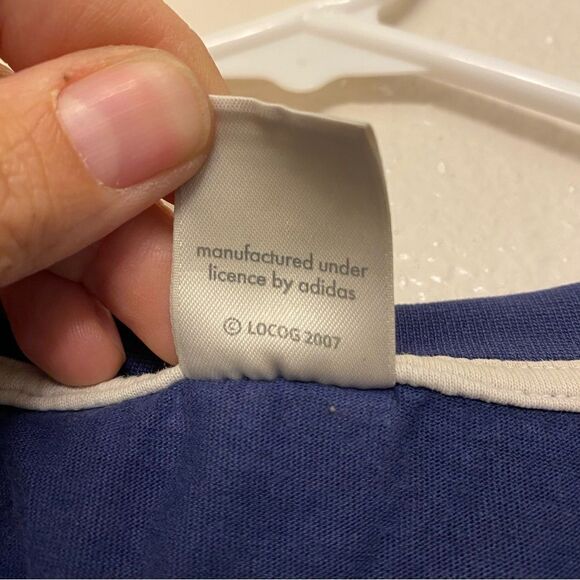 manufactured under
licence by adidas
© LOCOG 2007